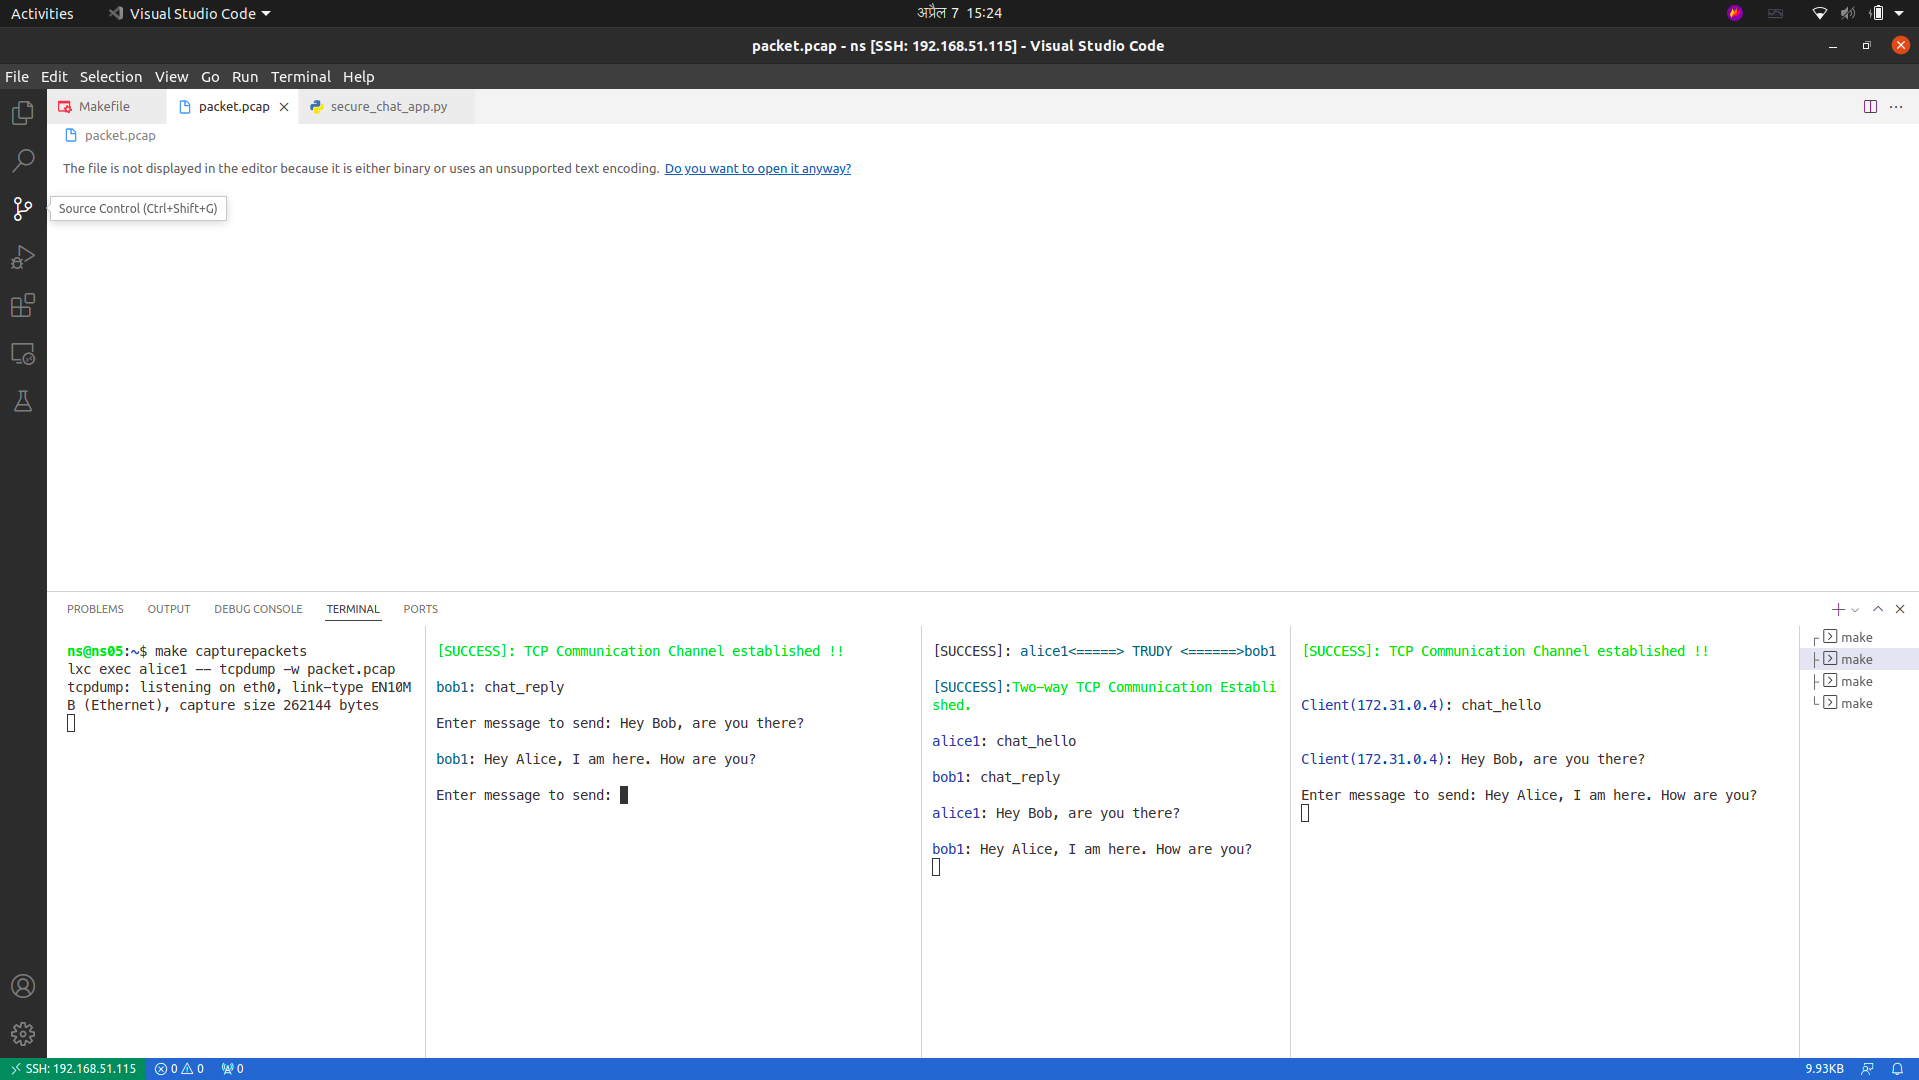 Activities
Visual Studio Code
अप्रैल 7 15:24
packet.pcap - ns [SSH: 192.168.51.115] - Visual Studio Code
File Edit Selection View Go Run Terminal Help
Makefile
packet.pcap
secure_chat_app.py
packet.pcap
The file is not displayed in the editor because it is either binary or uses an unsupported text encoding. Do you want to open it anyway?
Source Control (Ctrl+Shift+G)
PROBLEMS OUTPUT DEBUG CONSOLE TERMINAL PORTS
ns@ns05:~$ make capturepackets
lxc exec alice1 -- tcpdump -w packet.pcap
tcpdump: listening on eth0, link-type EN10M
B (Ethernet), capture size 262144 bytes
[SUCCESS]: TCP Communication Channel established !!
bob1: chat_reply
Enter message to send: Hey Bob, are you there?
bob1: Hey Alice, I am here. How are you?
Enter message to send:
[SUCCESS]: alice1<=====> TRUDY <======>bob1
[SUCCESS]:Two-way TCP Communication Establi
shed.
alice1: chat_hello
bob1: chat_reply
alice1: Hey Bob, are you there?
bob1: Hey Alice, I am here. How are you?
[SUCCESS]: TCP Communication Channel established !!
Client(172.31.0.4): chat_hello
Client(172.31.0.4): Hey Bob, are you there?
Enter message to send: Hey Alice, I am here. How are you?
make
make
make
make
SSH: 192.168.51.115
0 0
0
9.93KB